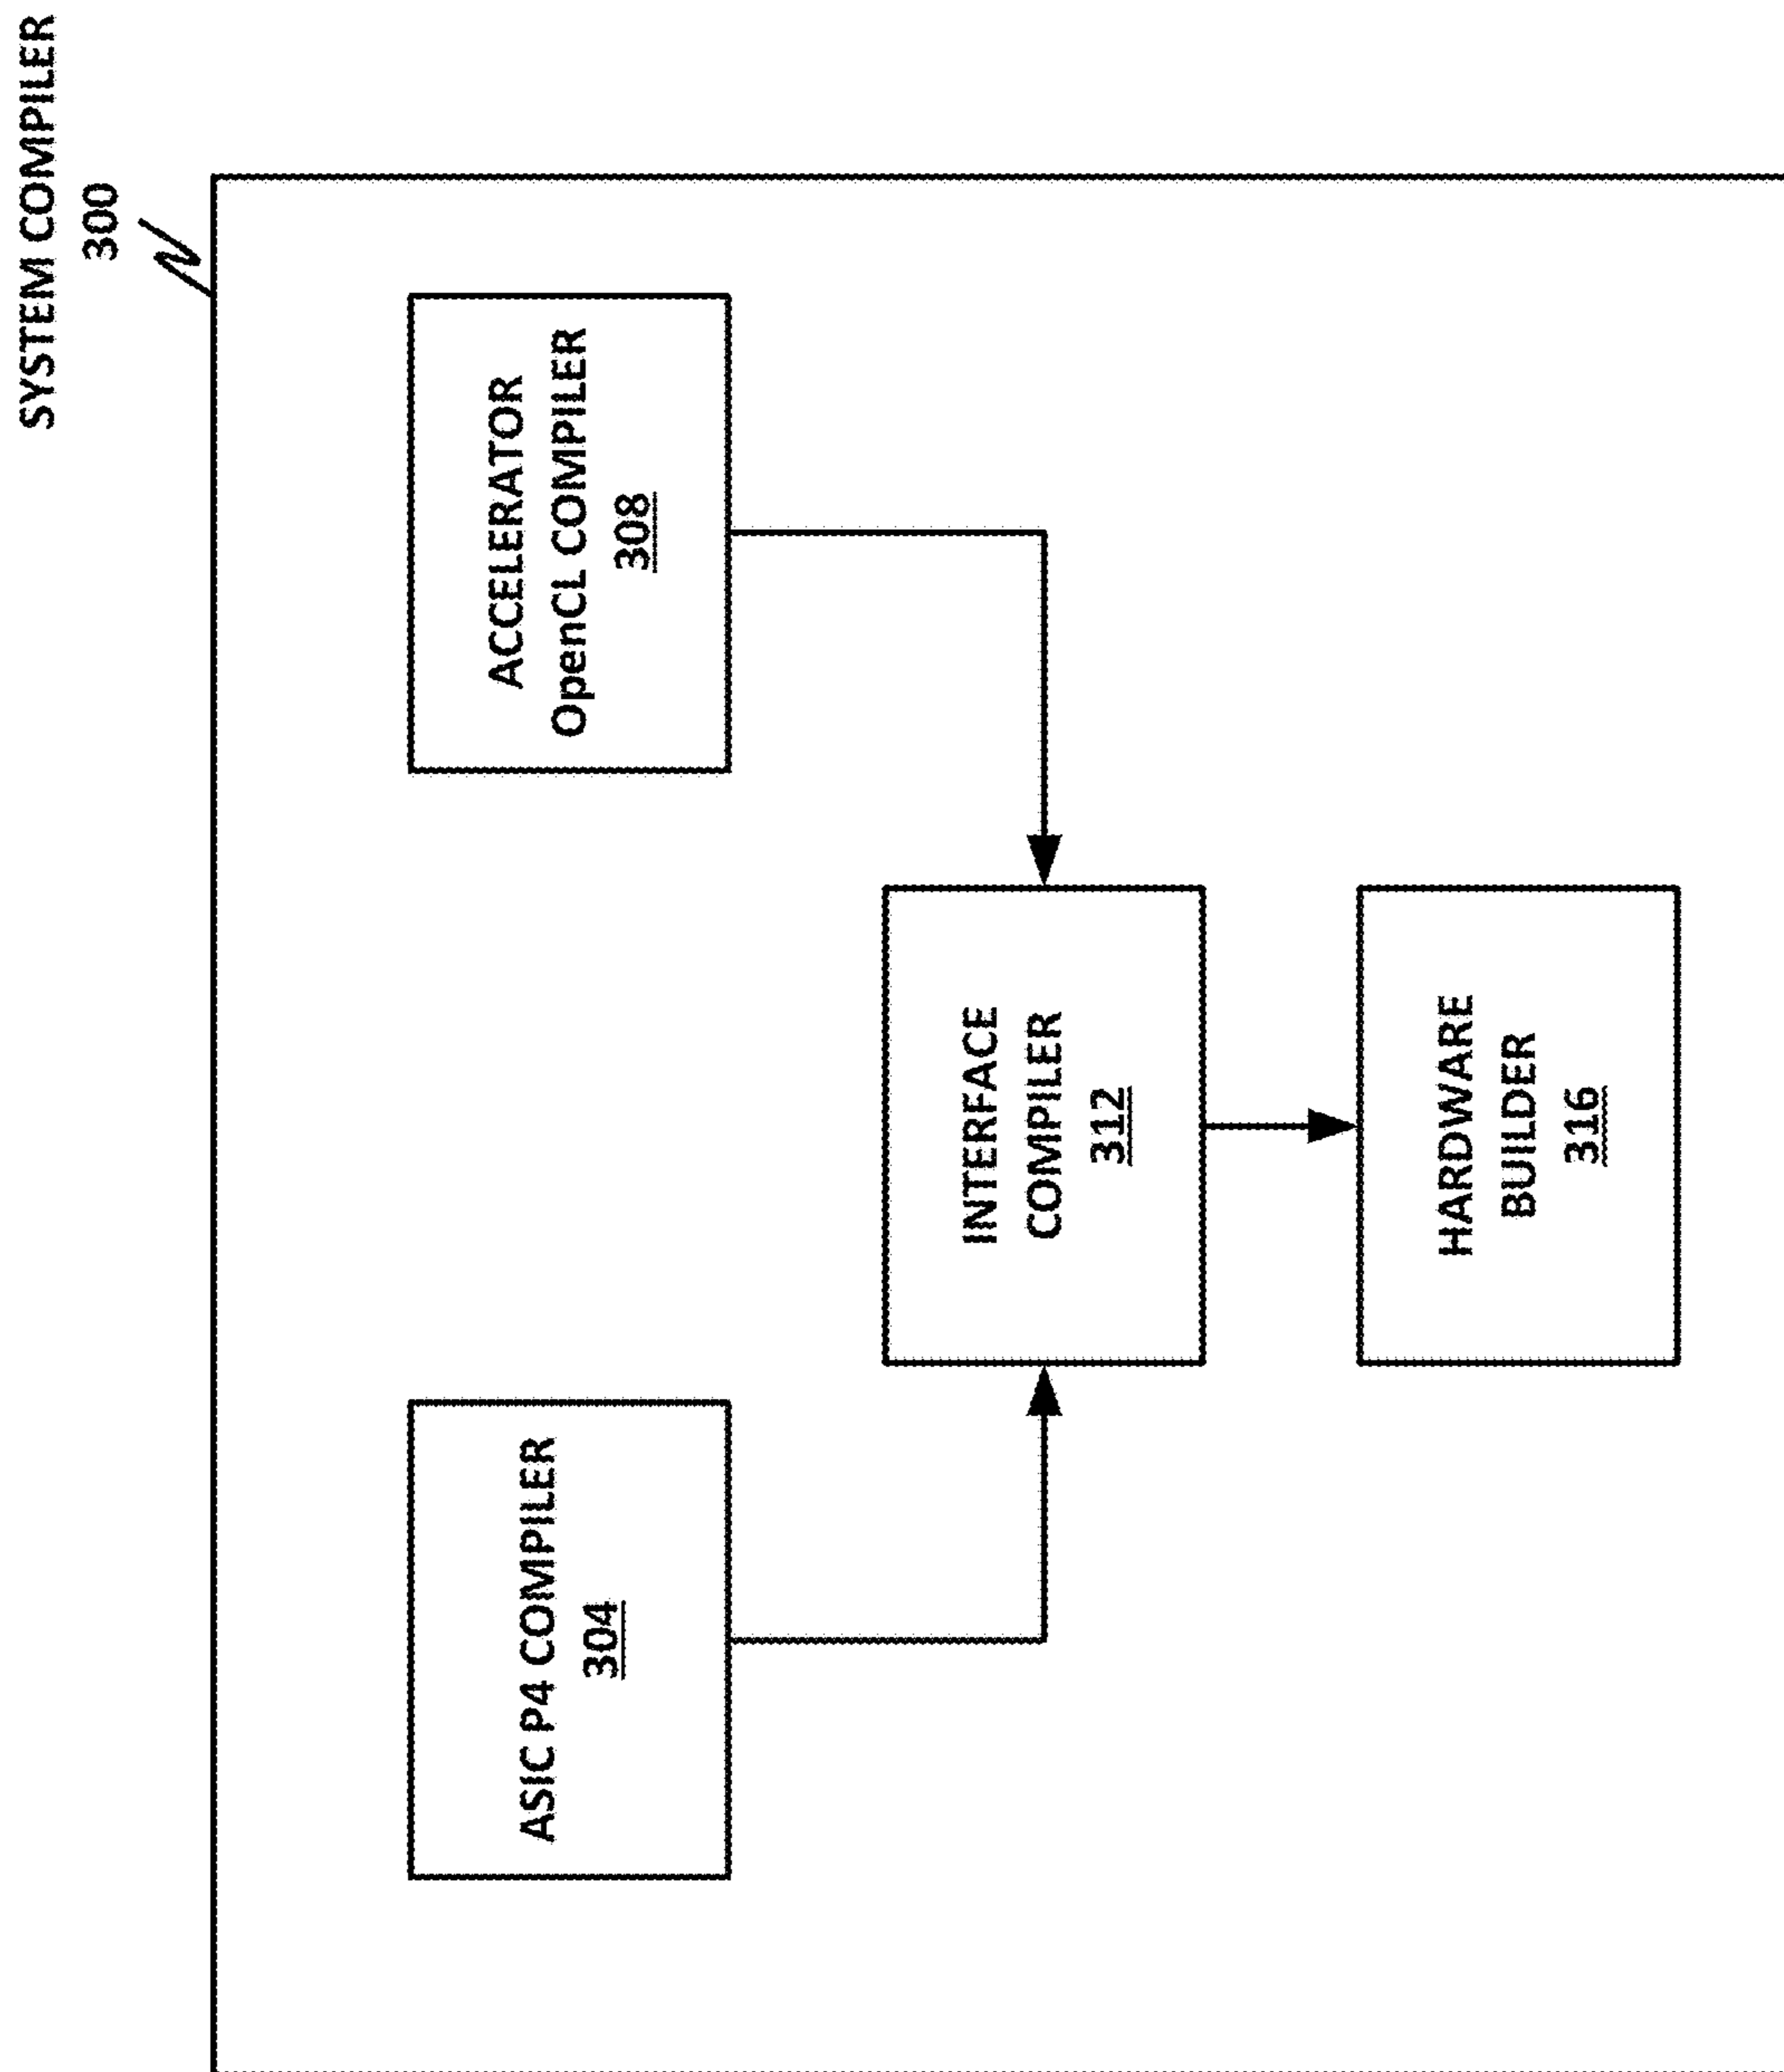 SYSTEM COMPILER
300
ASIC P4 COMPILER
304
ACCELERATOR
OpenCL COMPILER
308
INTERFACE
COMPILER
312
HARDWARE
BUILDER
316